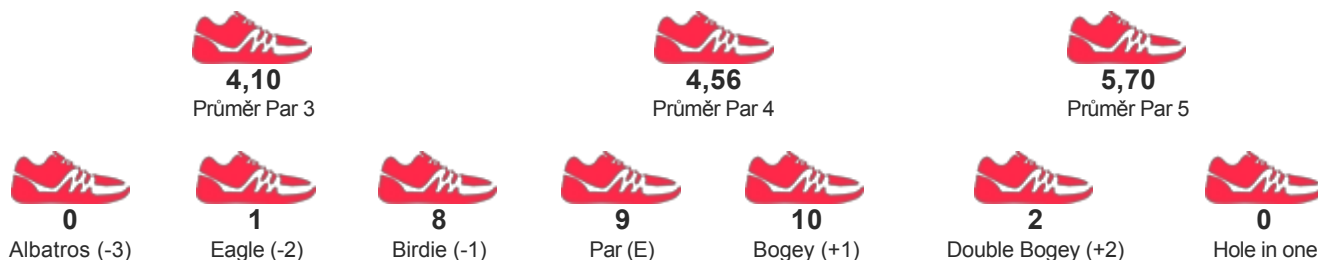 4,10 4,56 5,70
Průměr Par 3 Průměr Par 4 Průměr Par 5
0 1 8 9 10 2 0
Albatros (-3) Eagle (-2) Birdie (-1) Par (E) Bogey (+1) Double Bogey (+2) Hole in one